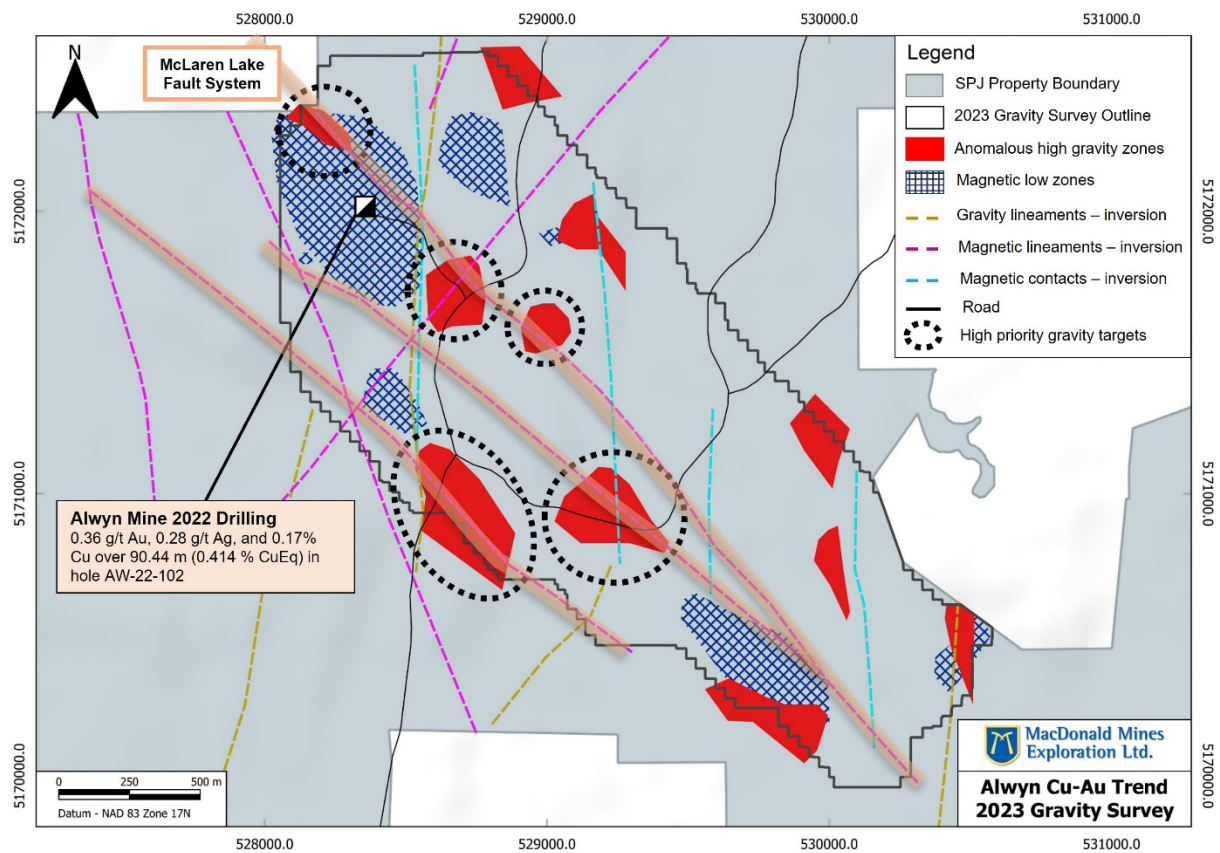 528000.0
529000.0
530000.0
531000.0
N
McLaren Lake
Fault System
Legend
SPJ Property Boundary
2023 Gravity Survey Outline
Anomalous high gravity zones
Magnetic low zones
Gravity lineaments – inversion
Magnetic lineaments – inversion
Magnetic contacts – inversion
Road
High priority gravity targets
5172000.0
5172000.0
5171000.0
5171000.0
Alwyn Mine 2022 Drilling
0.36 g/t Au, 0.28 g/t Ag, and 0.17%
Cu over 90.44 m (0.414 % CuEq) in
hole AW-22-102
5170000.0
5170000.0
0 250 500 m
Datum - NAD 83 Zone 17N
MacDonald Mines
Exploration Ltd.
Alwyn Cu-Au Trend
2023 Gravity Survey
528000.0
529000.0
530000.0
531000.0